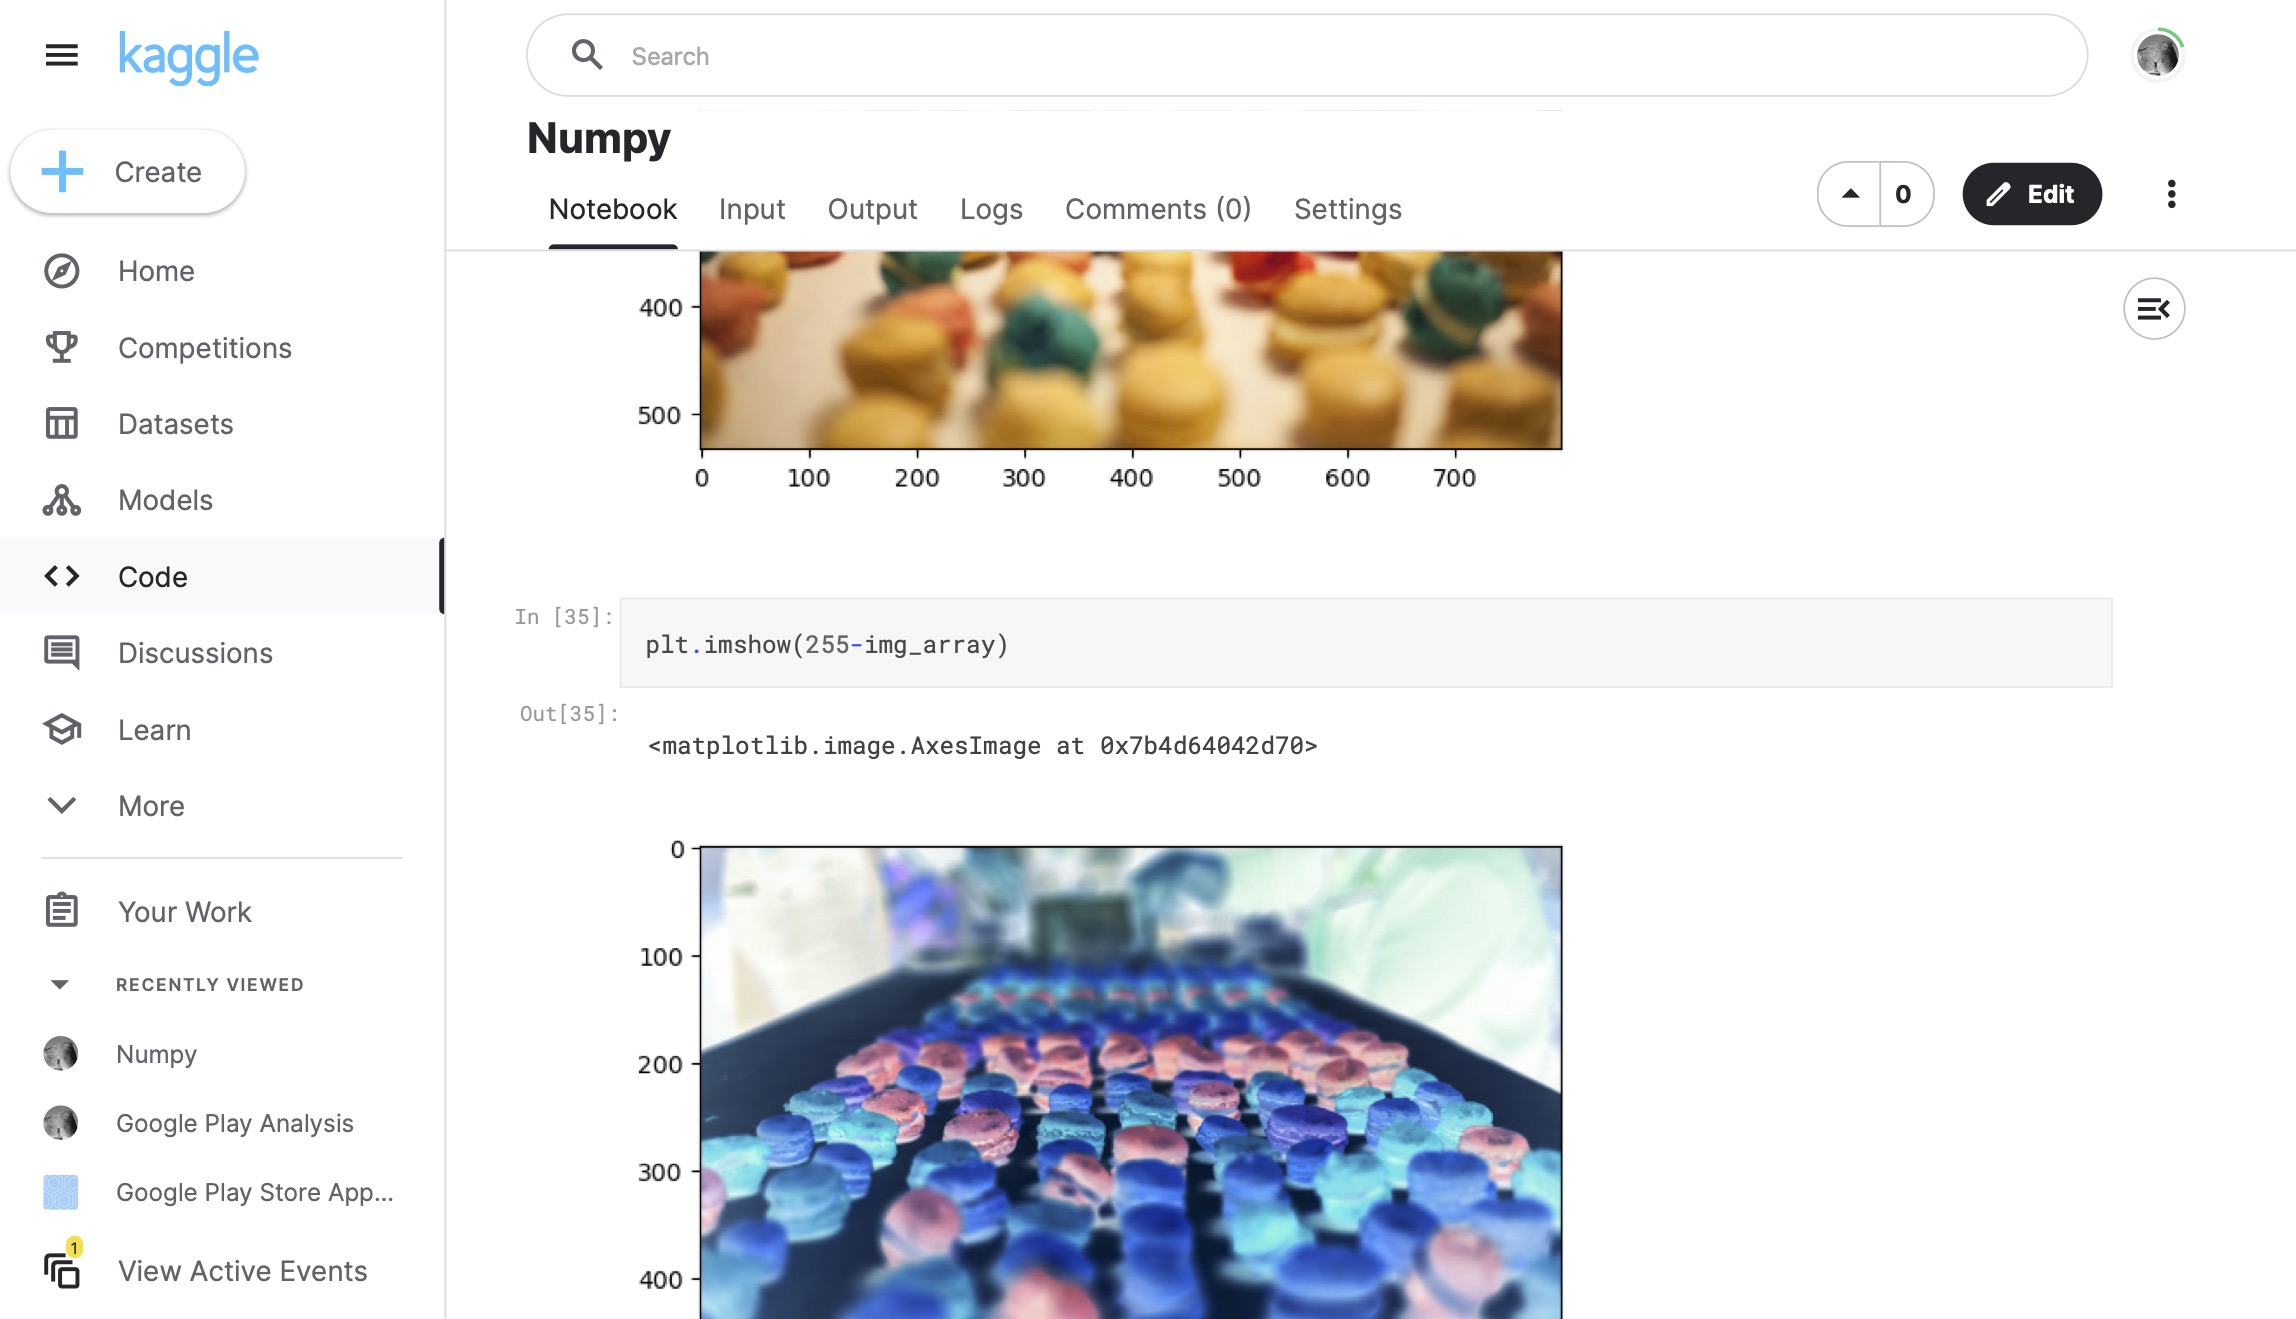 kaggle
Search
Create
Home
Competitions
Datasets
Models
Code
Discussions
Learn
More
Your Work
RECENTLY VIEWED
Numpy
Google Play Analysis
Google Play Store App...
1
View Active Events
Numpy
Notebook Input Output Logs Comments (0) Settings
0
Edit
400
500
0 100 200 300 400 500 600 700
In [35]:
plt.imshow(255-img_array)
Out[35]:
<matplotlib.image.AxesImage at 0x7b4d64042d70>
0
100
200
300
400